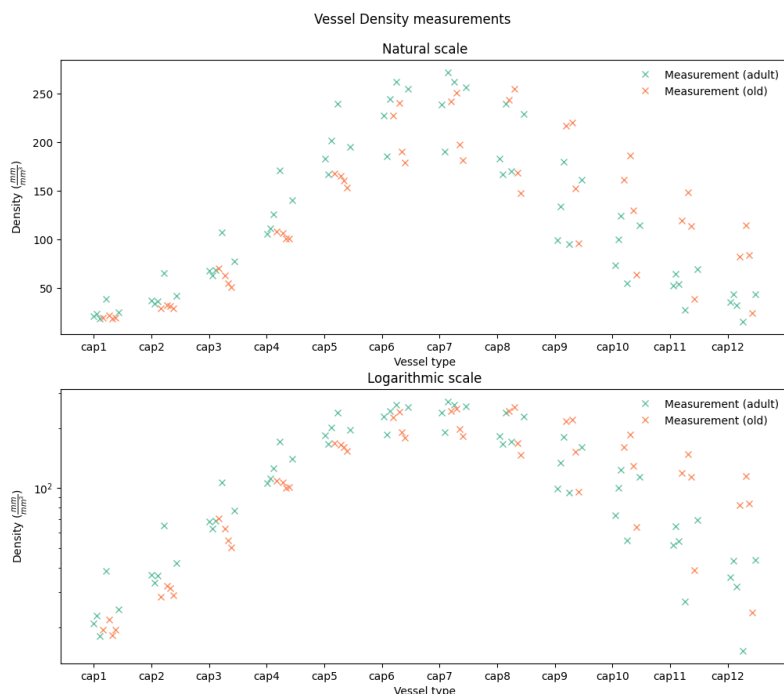 Vessel Density measurements
Natural scale
Measurement (adult)
Measurement (old)
250
200
150
100
50
Density (mm/mm³)
cap1 cap2 cap3 cap4 cap5 cap6 cap7 cap8 cap9 cap10 cap11 cap12
Vessel type
Logarithmic scale
Measurement (adult)
Measurement (old)
10²
Density (mm/mm³)
cap1 cap2 cap3 cap4 cap5 cap6 cap7 cap8 cap9 cap10 cap11 cap12
Vessel type